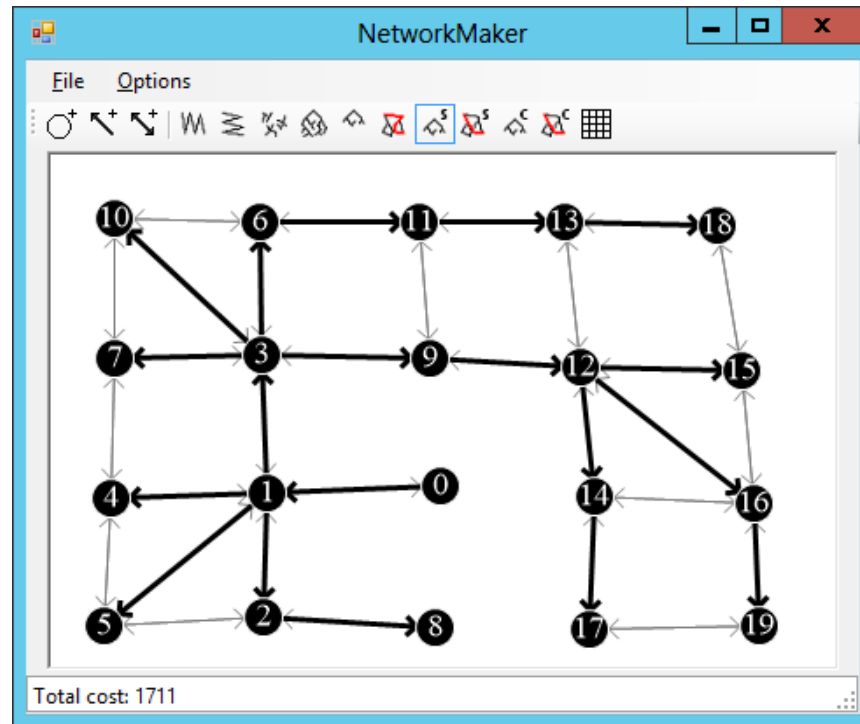 NetworkMaker
File Options
S S C C
10 6 11 13 18
7 3 9 12 15
4 1 0 14 16
5 2 8 17 19
Total cost: 1711